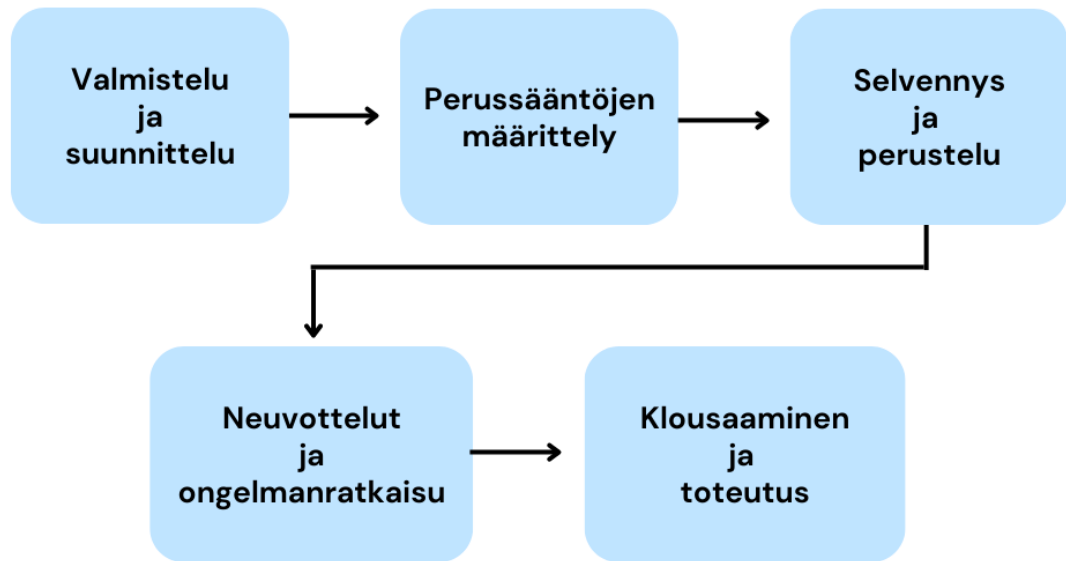 Valmistelu
ja
suunnittelu
Perussääntöjen
määrittely
Selvennys
ja
perustelu
Neuvottelut
ja
ongelmanratkaisu
Klousaaminen
ja
toteutus